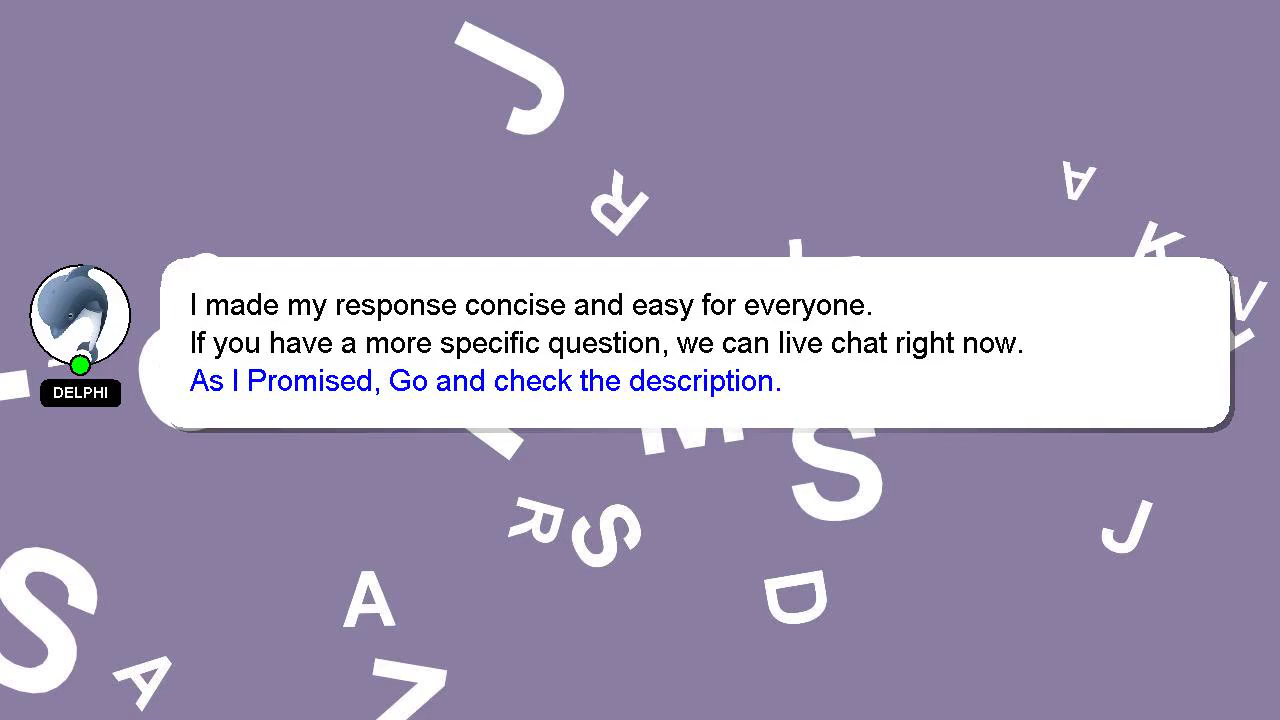 J
R
A
K
I made my response concise and easy for everyone.
If you have a more specific question, we can live chat right now.
As I Promised, Go and check the description.
DELPHI
M
S
R
S
J
A
D
S
A
Z